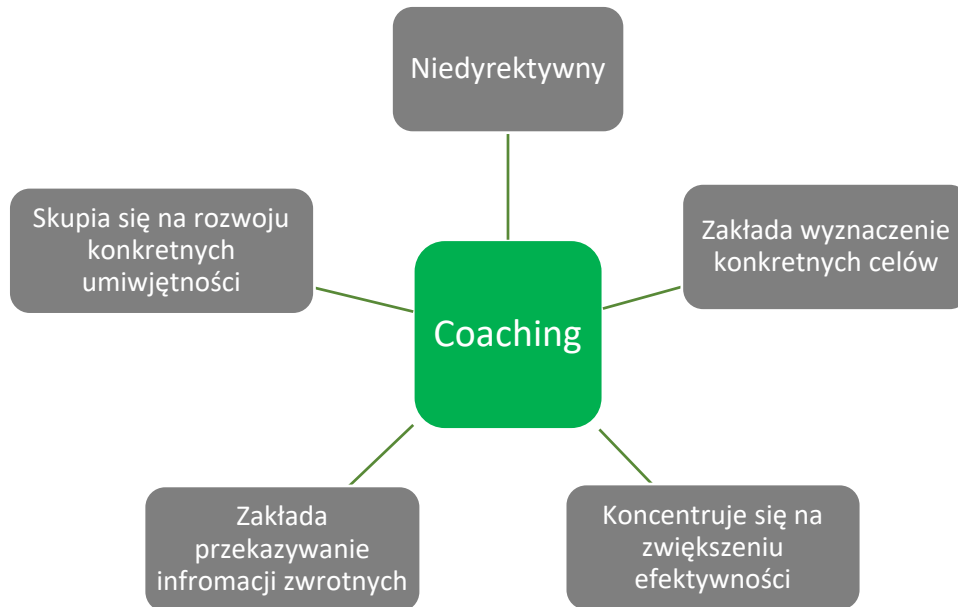 Niedyrektywny
Skupia się na rozwoju
konkretnych
umiwjętności
Zakłada wyznaczenie
konkretnych celów
Coaching
Zakłada
przekazywanie
infromacji zwrotnych
Koncentruje się na
zwiększeniu
efektywności